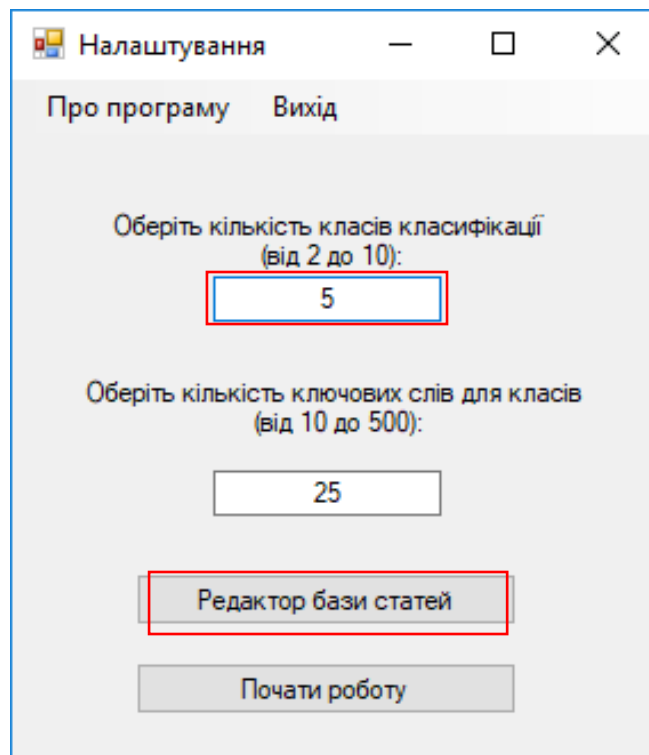 Налаштування
Про програму Вихід
Оберіть кількість класів класифікації
(від 2 до 10):
5
Оберіть кількість ключових слів для класів
(від 10 до 500):
25
Редактор бази статей
Почати роботу